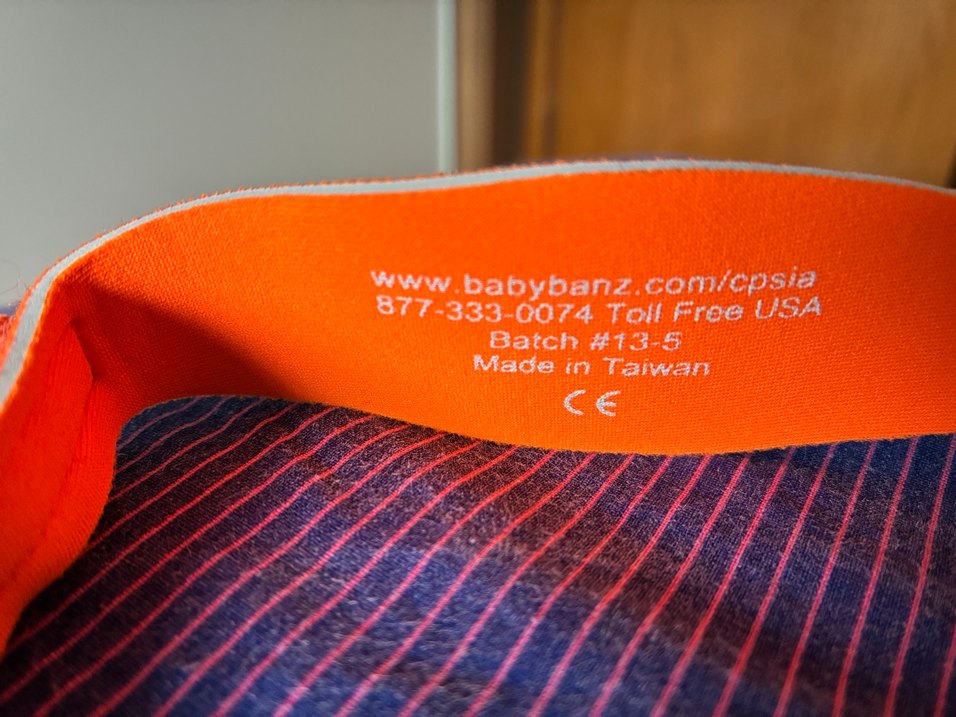 www.babybanz.com/cpsia
877-333-0074 Toll Free USA
Batch #13-5
Made in Taiwan
CE